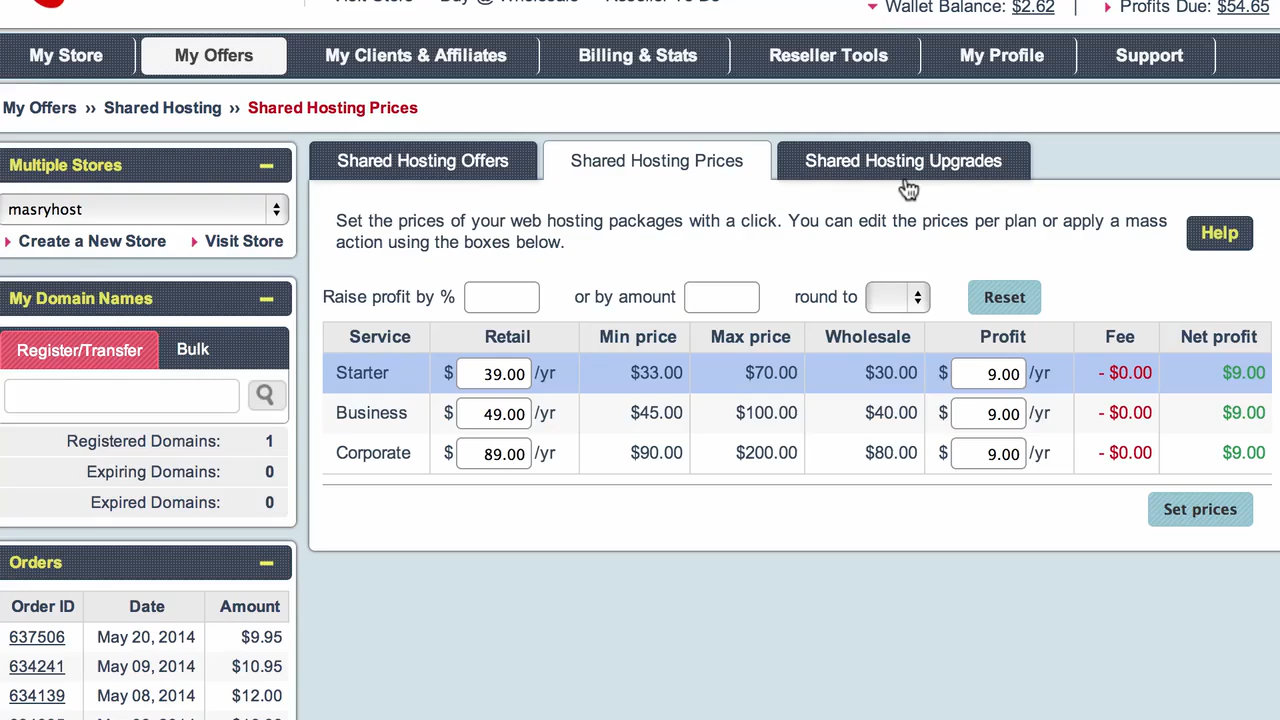 Visit Store Buy @ Wholesale Reseller To Do
Wallet Balance: $2.62 | Profits Due: $54.65
My Store My Offers My Clients & Affiliates Billing & Stats Reseller Tools My Profile Support
My Offers » Shared Hosting » Shared Hosting Prices
Multiple Stores
masryhost
Create a New Store Visit Store
My Domain Names
Register/Transfer Bulk
Registered Domains: 1
Expiring Domains: 0
Expired Domains: 0
Orders
Order ID Date Amount
637506 May 20, 2014 $9.95
634241 May 09, 2014 $10.95
634139 May 08, 2014 $12.00
Shared Hosting Offers Shared Hosting Prices Shared Hosting Upgrades
Set the prices of your web hosting packages with a click. You can edit the prices per plan or apply a mass
action using the boxes below.
Help
Raise profit by % or by amount round to Reset
Service Retail Min price Max price Wholesale Profit Fee Net profit
Starter $ 39.00 /yr $33.00 $70.00 $30.00 $ 9.00 /yr - $0.00 $9.00
Business $ 49.00 /yr $45.00 $100.00 $40.00 $ 9.00 /yr - $0.00 $9.00
Corporate $ 89.00 /yr $90.00 $200.00 $80.00 $ 9.00 /yr - $0.00 $9.00
Set prices